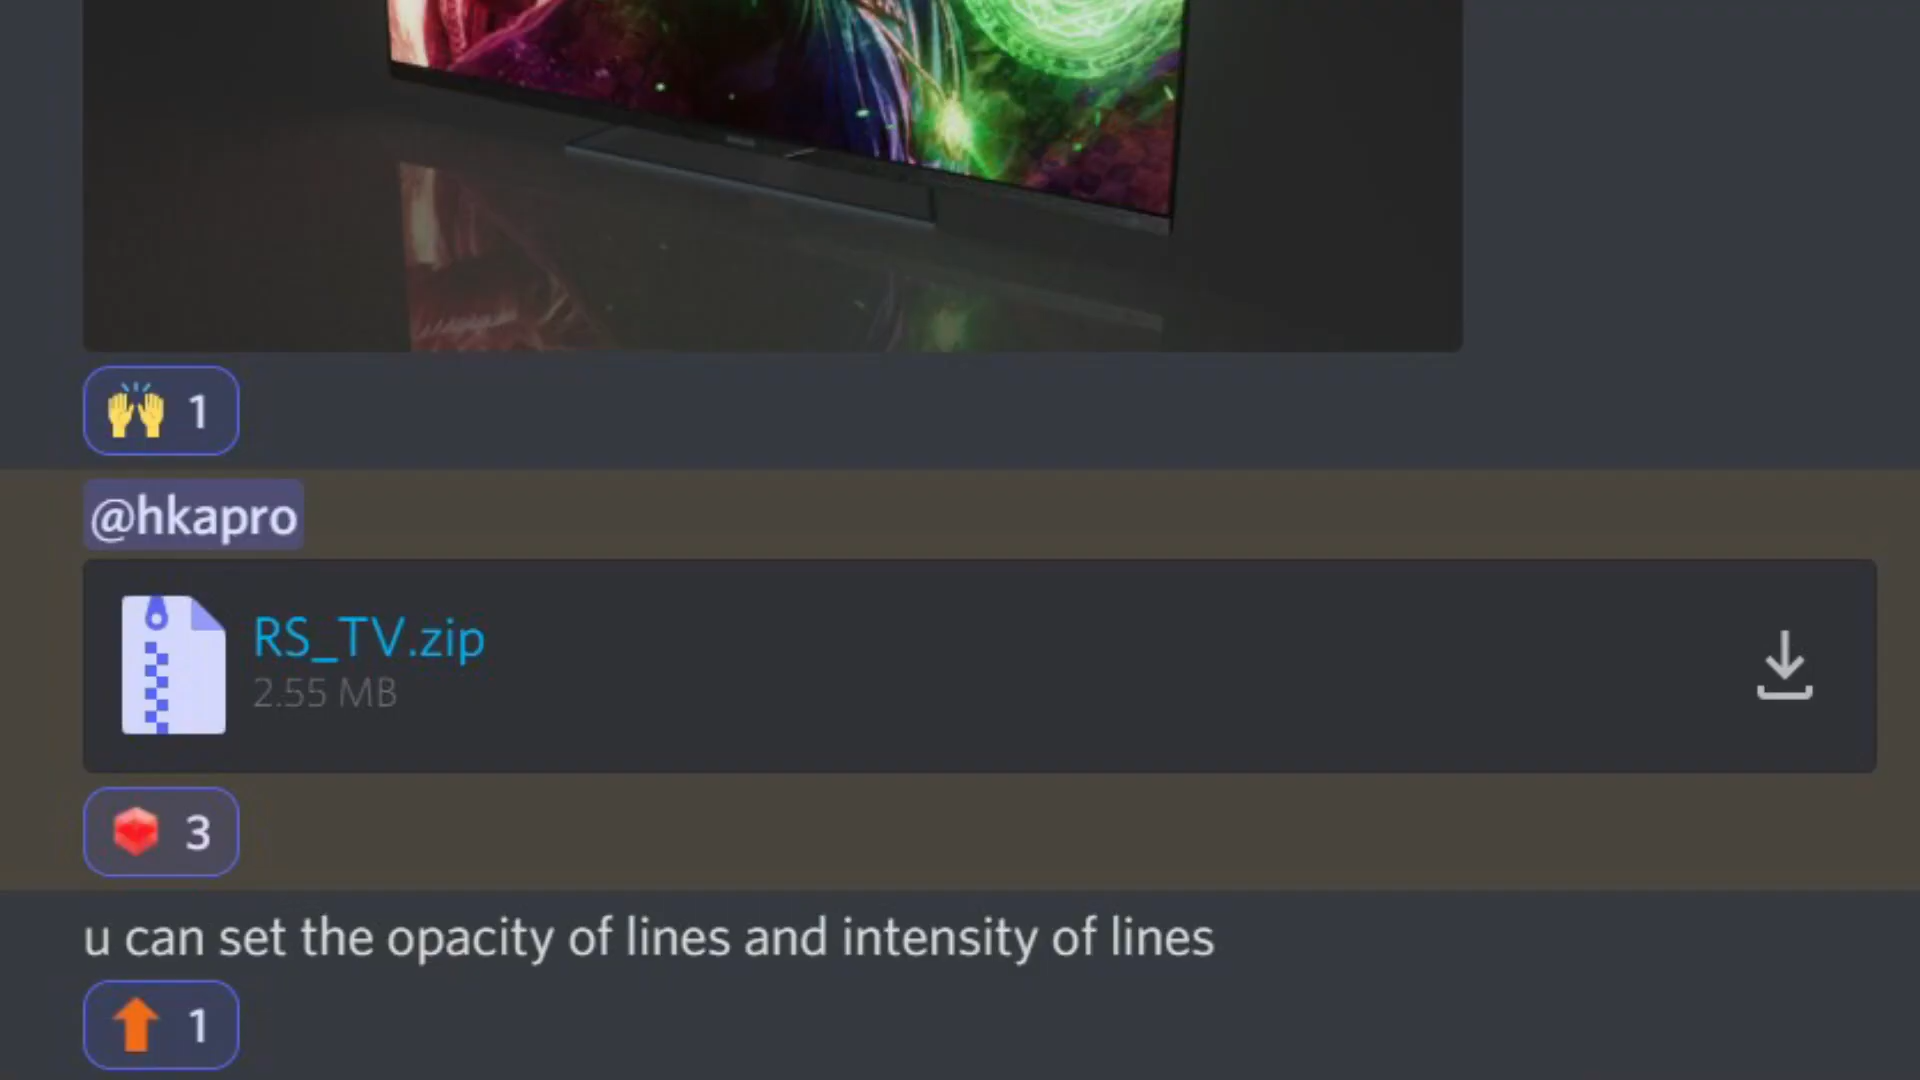 1
@hkapro
RS_TV.zip
2.55 MB
3
u can set the opacity of lines and intensity of lines
1